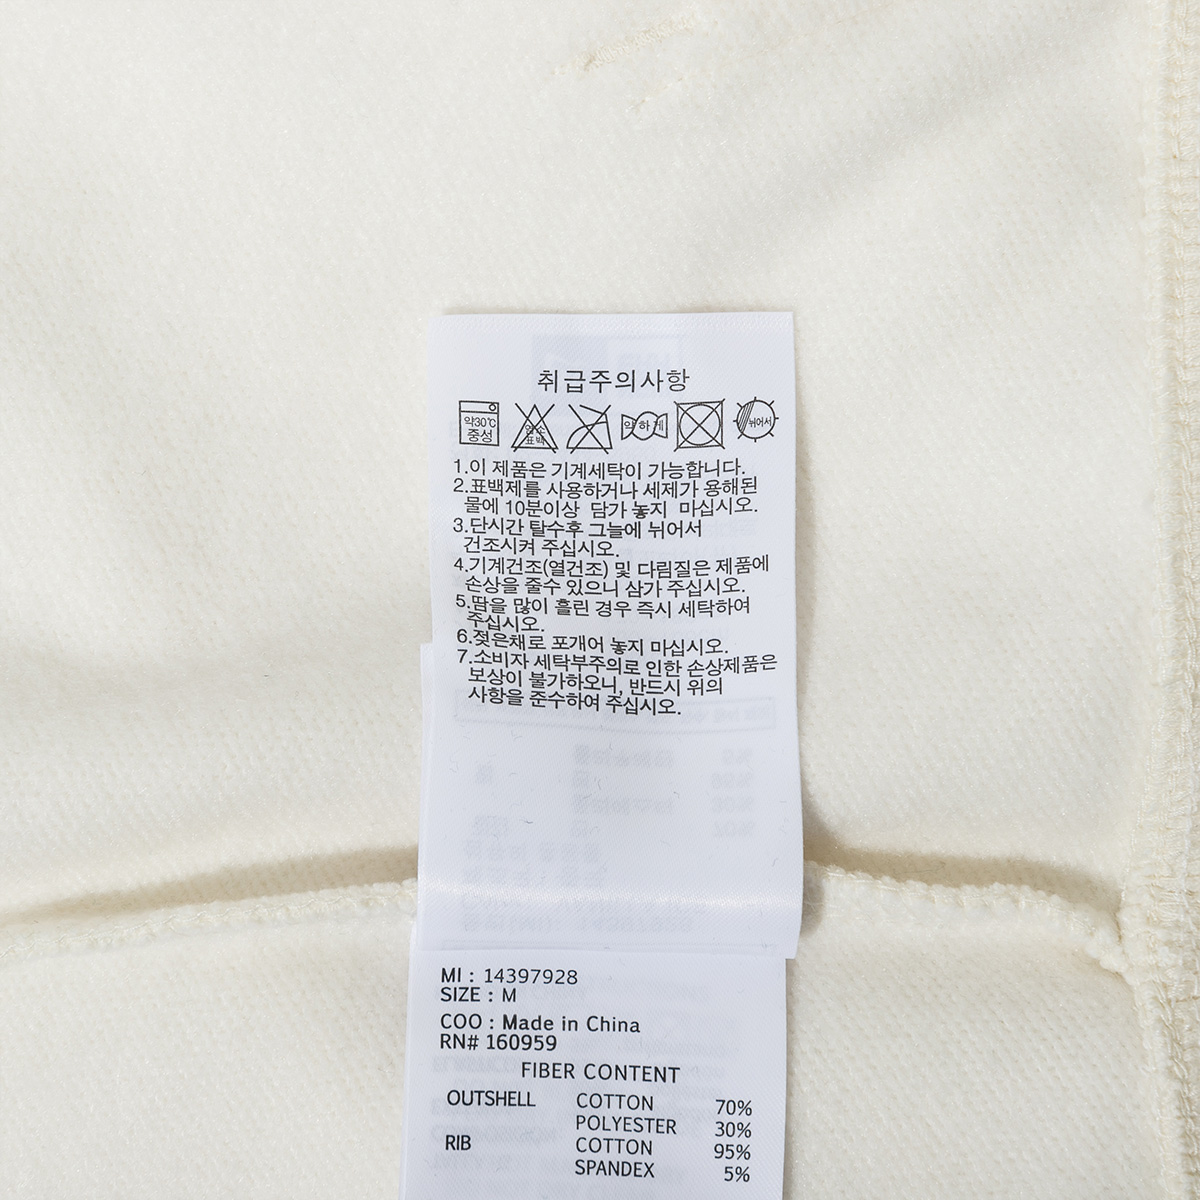 취급주의사항
약30℃ 중성
염소 표백
약하게
뉘어서
1.이 제품은 기계세탁이 가능합니다.
2.표백제를 사용하거나 세제가 용해된
물에 10분이상 담가 놓지 마십시오.
3.단시간 탈수후 그늘에 뉘어서
건조시켜 주십시오.
4.기계건조(열건조) 및 다림질은 제품에
손상을 줄수 있으니 삼가 주십시오.
5.땀을 많이 흘린 경우 즉시 세탁하여
주십시오.
6.젖은채로 포개어 놓지 마십시오.
7.소비자 세탁부주의로 인한 손상제품은
보상이 불가하오니, 반드시 위의
사항을 준수하여 주십시오.
MI : 14397928
SIZE : M
COO : Made in China
RN# 160959
FIBER CONTENT
OUTSHELL COTTON 70%
POLYESTER 30%
RIB COTTON 95%
SPANDEX 5%